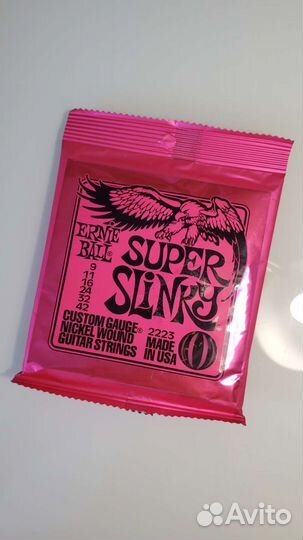 ERNIE
BALL®
SUPER
SLINKY
9
11
16
24
32
42
CUSTOM GAUGE®
NICKEL WOUND
GUITAR STRINGS
2223
MADE
IN USA
Avito